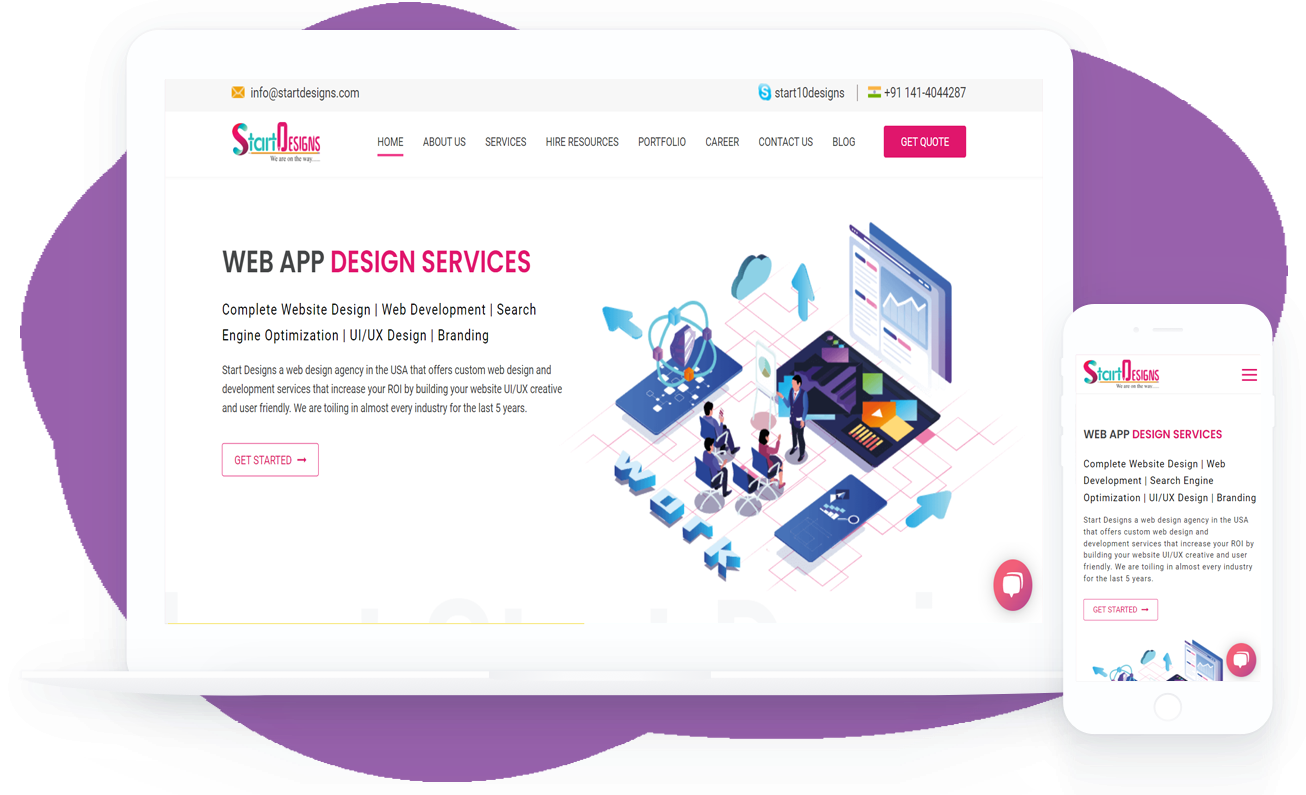 info@startdesigns.com
start10designs
+91 141-4044287
StartDesigns
We are on the way.....
HOME
ABOUT US
SERVICES
HIRE RESOURCES
PORTFOLIO
CAREER
CONTACT US
BLOG
GET QUOTE
WEB APP DESIGN SERVICES
Complete Website Design | Web Development | Search
Engine Optimization | UI/UX Design | Branding
Start Designs a web design agency in the USA that offers custom web design and
development services that increase your ROI by building your website UI/UX creative
and user friendly. We are toiling in almost every industry for the last 5 years.
GET STARTED
StartDesigns
We are on the way.....
WEB APP DESIGN SERVICES
Complete Website Design | Web
Development | Search Engine
Optimization | UI/UX Design | Branding
Start Designs a web design agency in the USA
that offers custom web design and
development services that increase your ROI by
building your website UI/UX creative and user
friendly. We are toiling in almost every industry
for the last 5 years.
GET STARTED